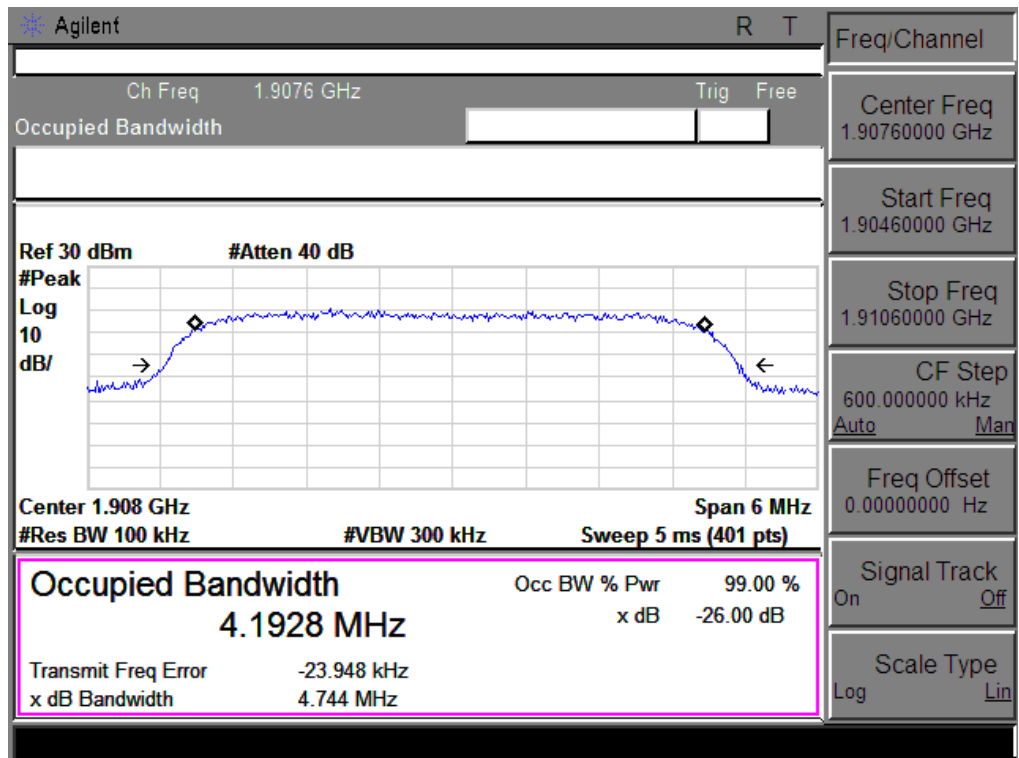 Agilent R T
Ch Freq 1.9076 GHz Trig Free
Occupied Bandwidth
Ref 30 dBm #Atten 40 dB
#Peak
Log
10
dB/
Center 1.908 GHz Span 6 MHz
#Res BW 100 kHz #VBW 300 kHz Sweep 5 ms (401 pts)
Occupied Bandwidth Occ BW % Pwr 99.00 %
4.1928 MHz x dB -26.00 dB
Transmit Freq Error -23.948 kHz
x dB Bandwidth 4.744 MHz
Freq/Channel
Center Freq
1.90760000 GHz
Start Freq
1.90460000 GHz
Stop Freq
1.91060000 GHz
CF Step
600.000000 kHz
Auto Man
Freq Offset
0.00000000 Hz
Signal Track
On Off
Scale Type
Log Lin